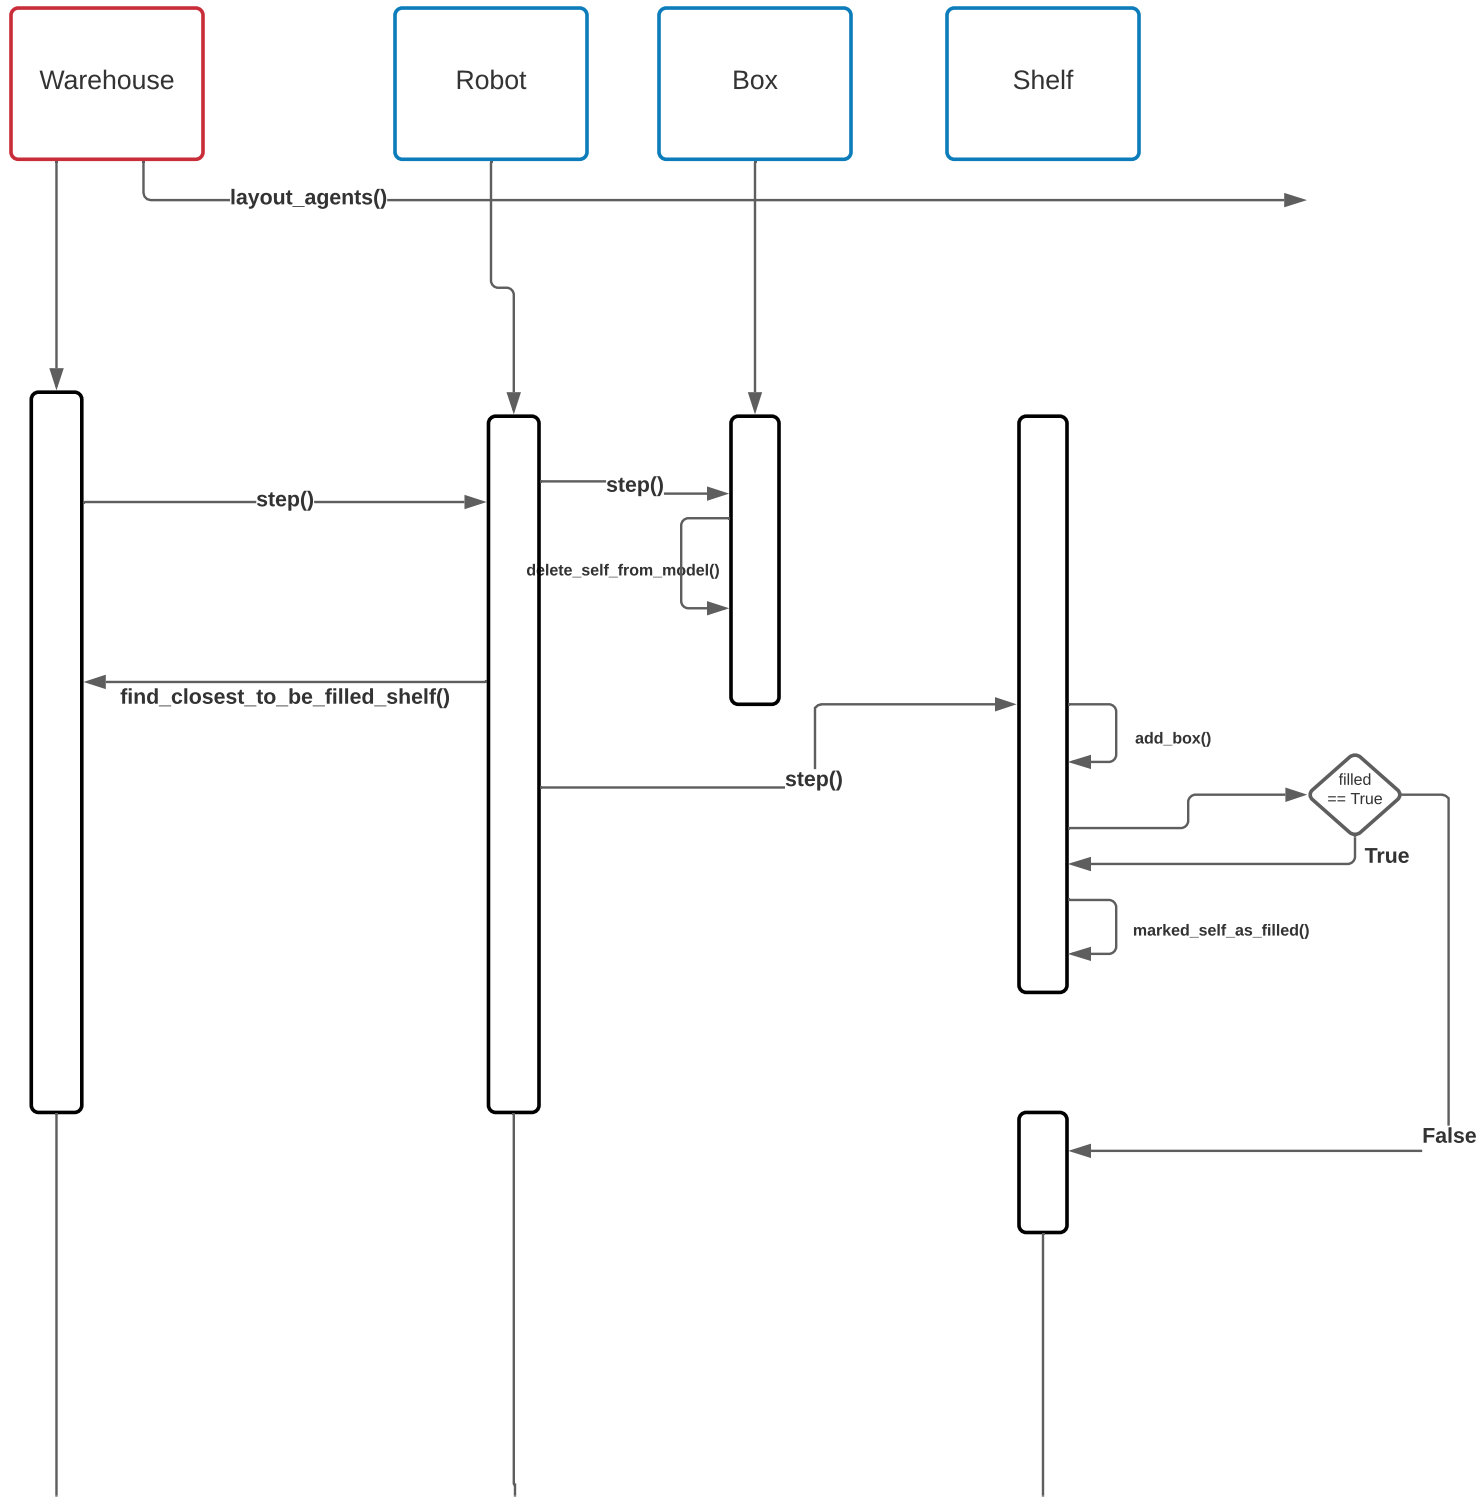 Warehouse
Robot
Box
Shelf
layout_agents()
step()
step()
delete_self_from_model()
find_closest_to_be_filled_shelf()
add_box()
step()
filled
== True
True
marked_self_as_filled()
False